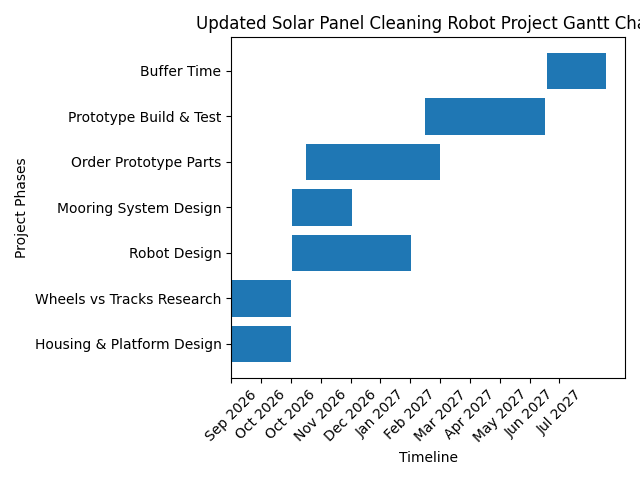 Updated Solar Panel Cleaning Robot Project Gantt Cha
Project Phases
Buffer Time
Prototype Build & Test
Order Prototype Parts
Mooring System Design
Robot Design
Wheels vs Tracks Research
Housing & Platform Design
Sep 2026
Oct 2026
Oct 2026
Nov 2026
Dec 2026
Jan 2027
Feb 2027
Mar 2027
Apr 2027
May 2027
Jun 2027
Jul 2027
Timeline